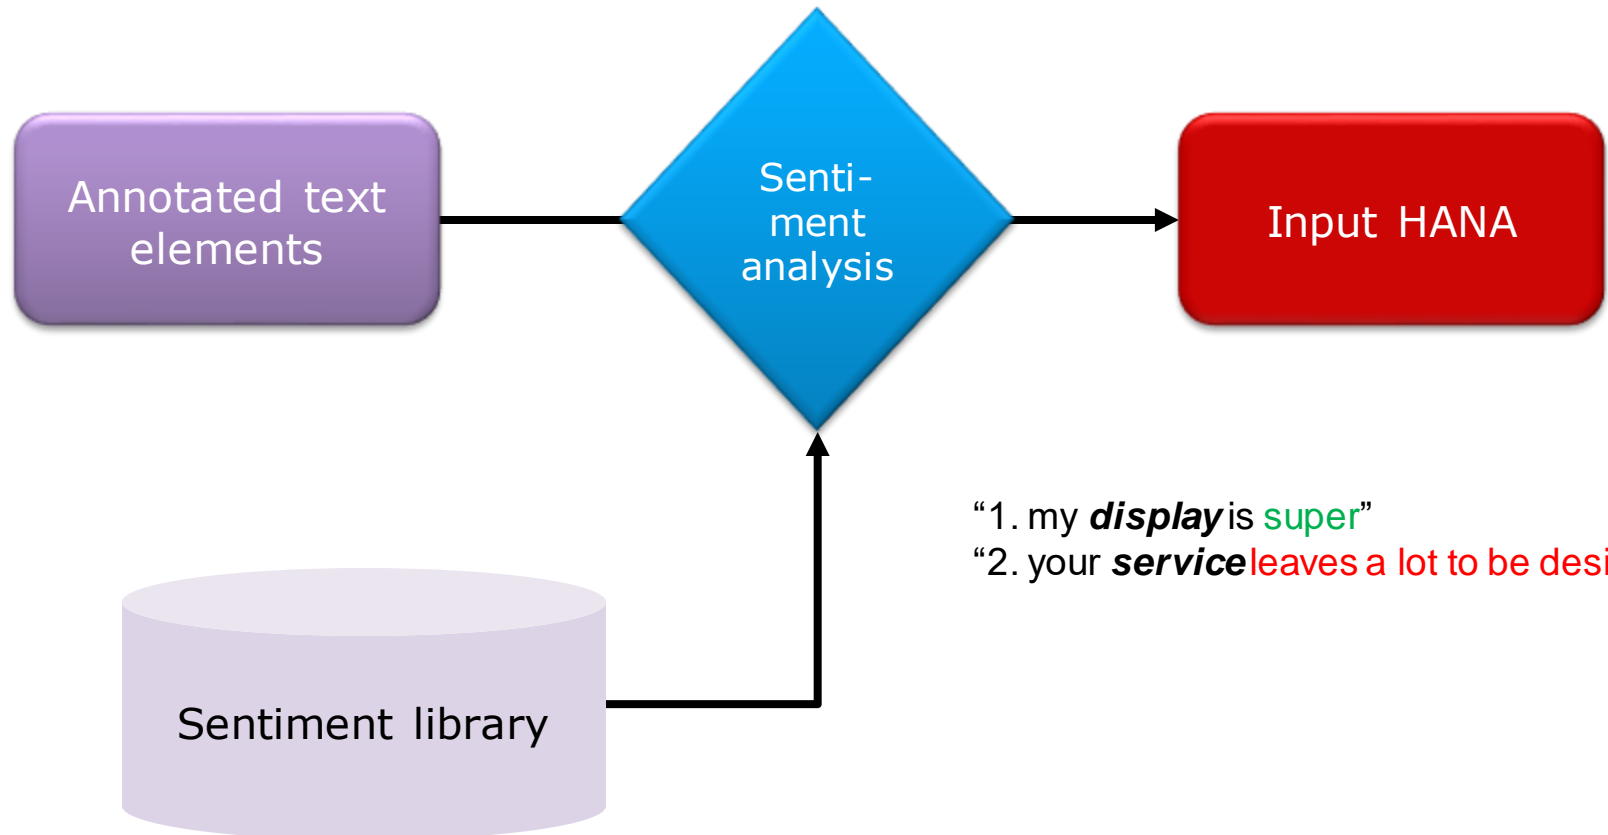 Annotated text
elements
Senti-
ment
analysis
Input HANA
“1. my display is super”
“2. your service leaves a lot to be desi
Sentiment library